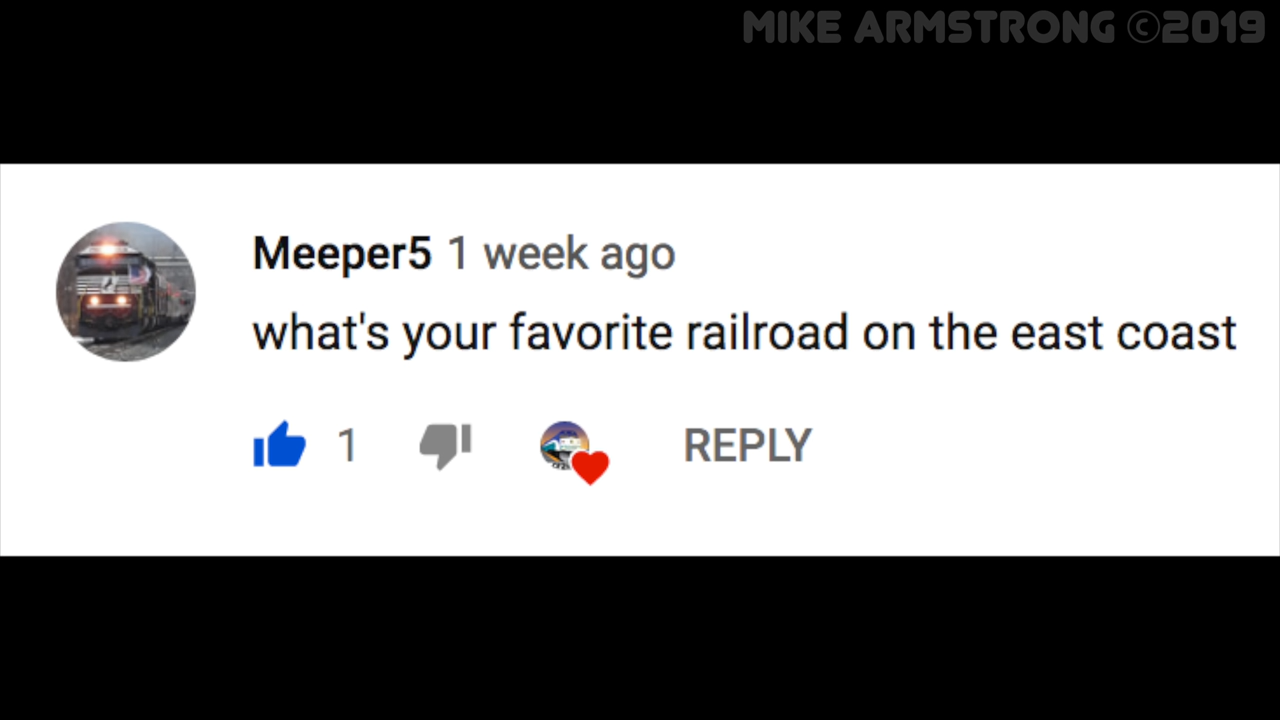 MIKE ARMSTRONG ©2019
Meeper5 1 week ago
what's your favorite railroad on the east coast
1 REPLY